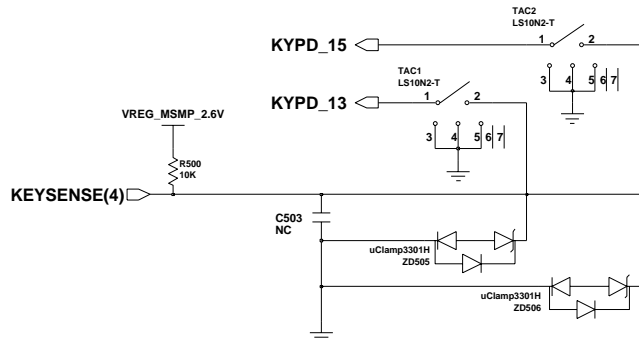 TAC2
LS10N2-T
KYPD_15
1 2
TAC1
LS10N2-T
3 4 5 6 7
KYPD_13
1 2
VREG_MSMP_2.6V
3 4 5 6 7
R500
10K
KEYSENSE(4)
C503
NC
uClamp3301H
ZD505
uClamp3301H
ZD506